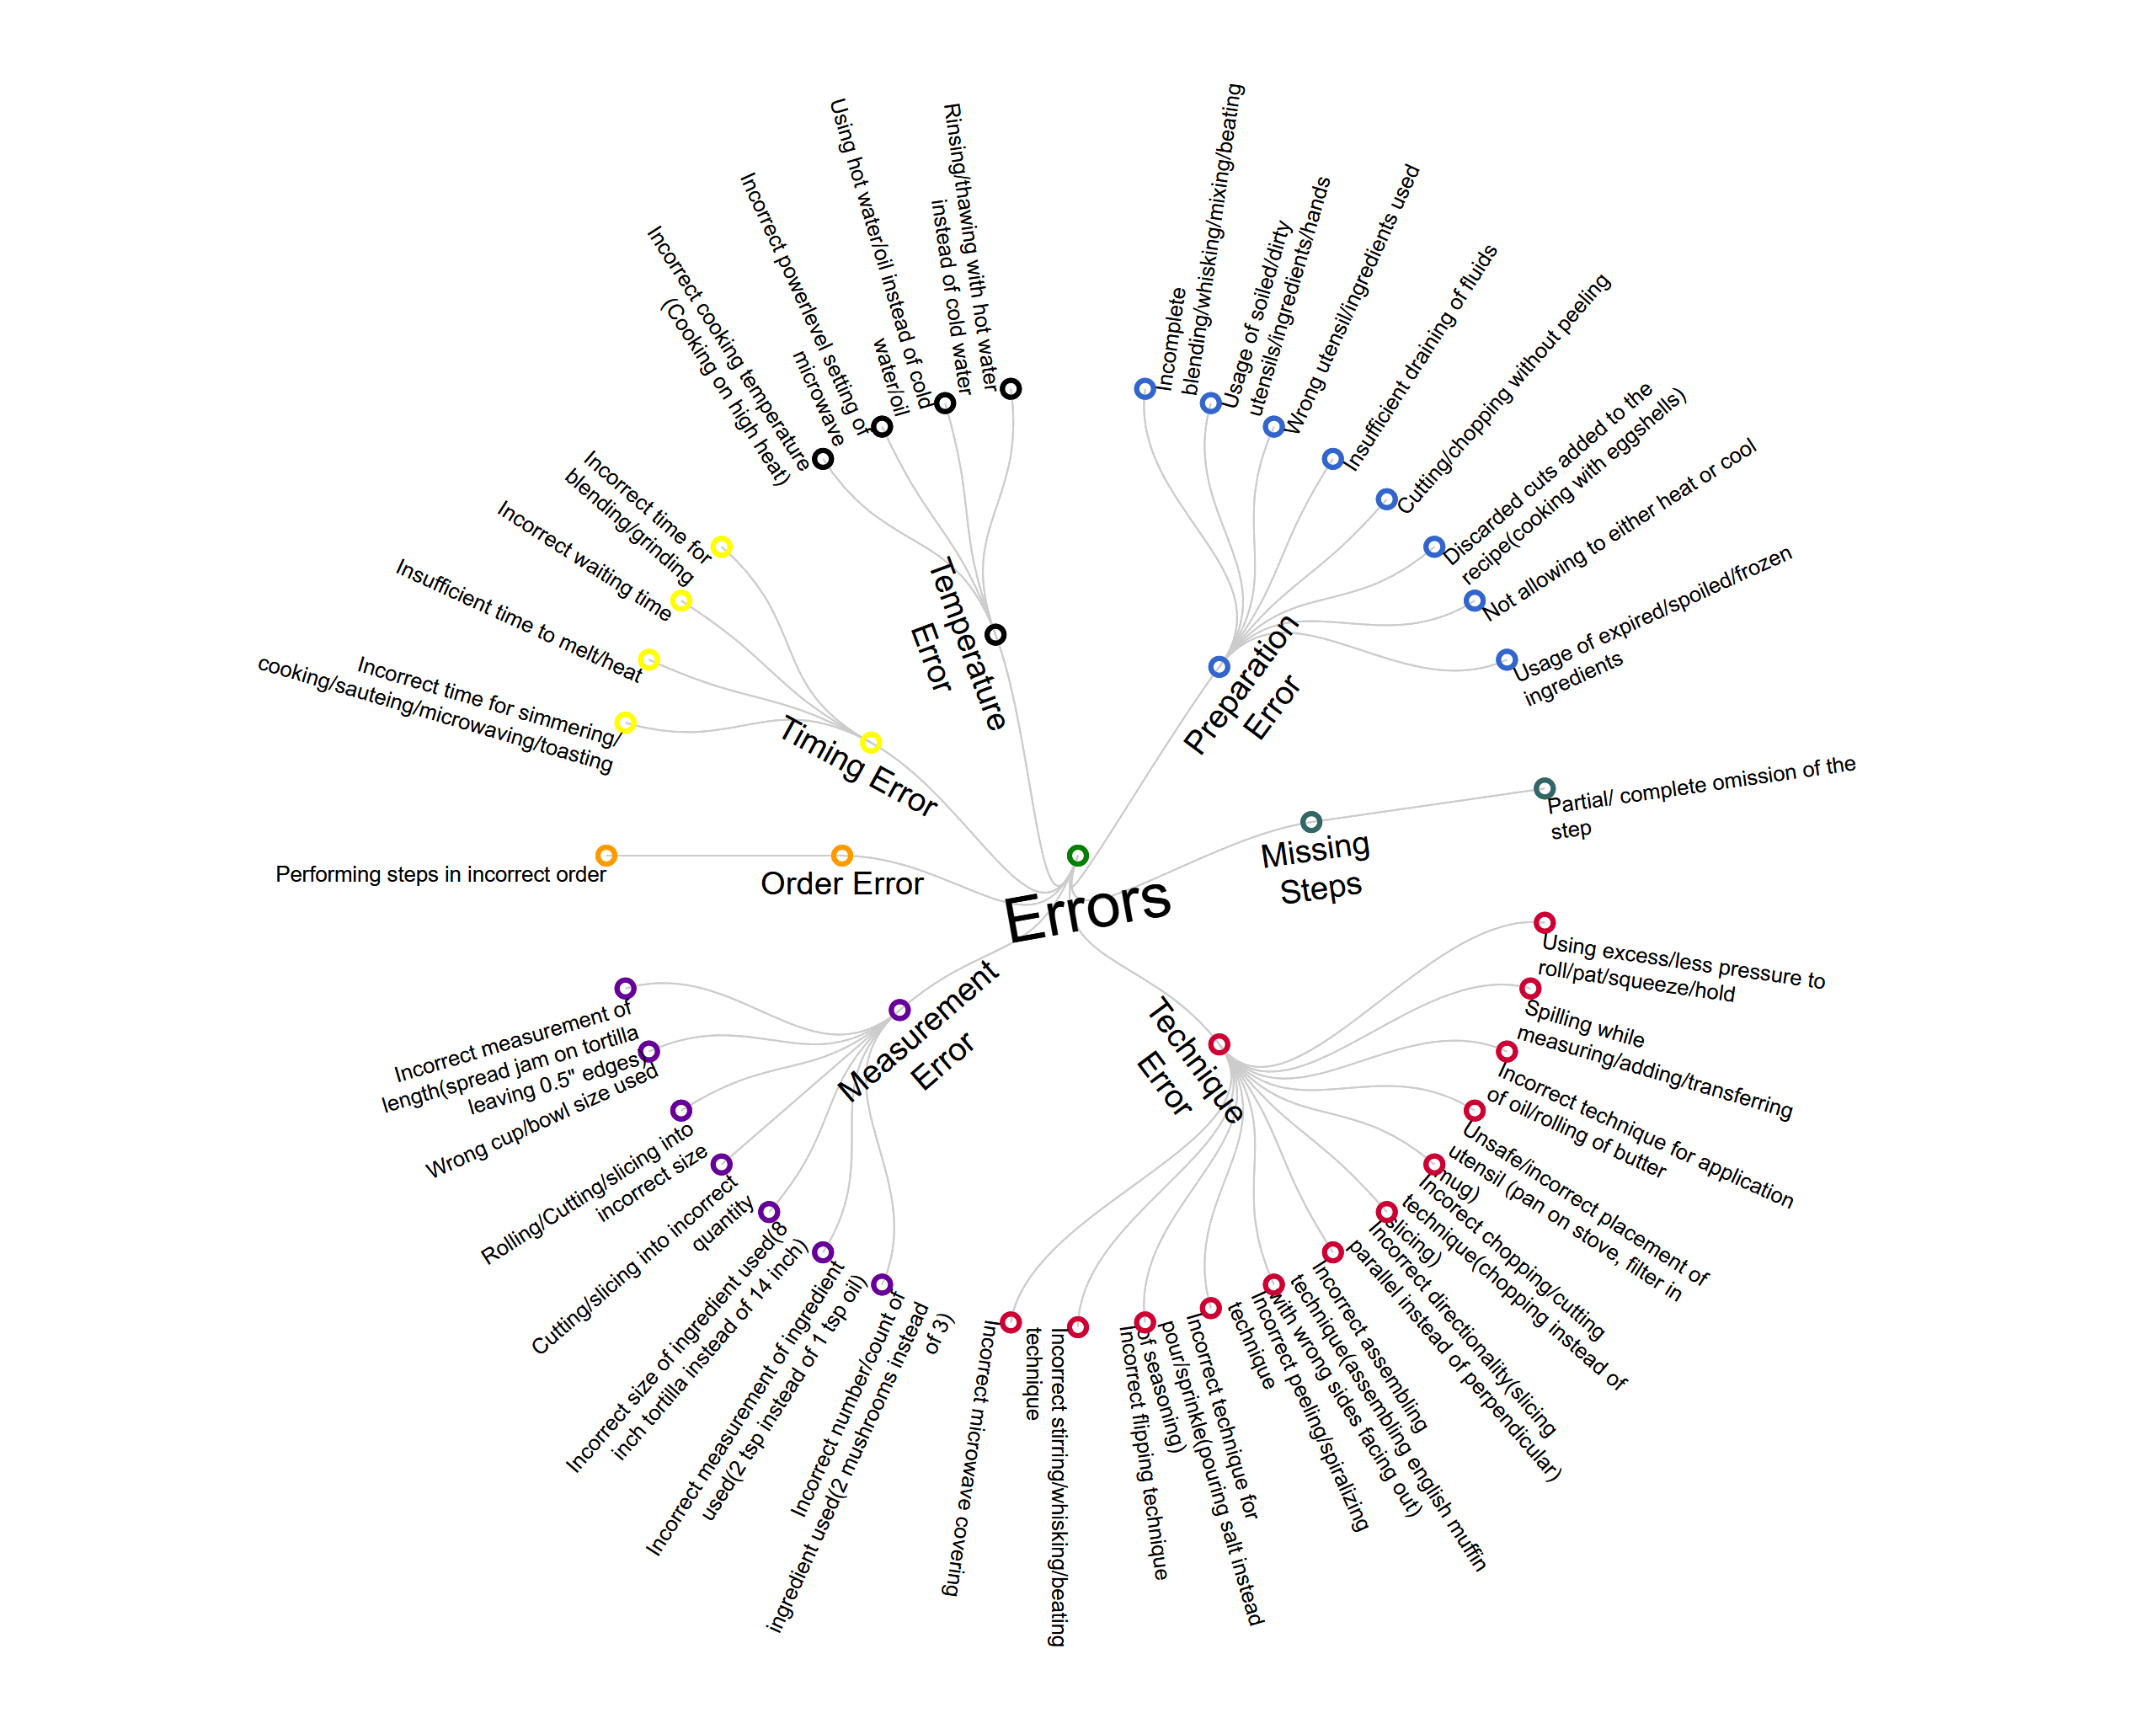 Errors
Preparation
Error
Incomplete
blending/whisking/mixing/beating
Usage of soiled/dirty
utensils/ingredients/hands
Wrong utensil/ingredients used
Insufficient draining of fluids
Cutting/chopping without peeling
Discarded cuts added to the
recipe(cooking with eggshells)
Not allowing to either heat or cool
Usage of expired/spoiled/frozen
ingredients
Missing
Steps
Partial/ complete omission of the
step
Technique
Error
Using excess/less pressure to
roll/pat/squeeze/hold
Spilling while
measuring/adding/transferring
Incorrect technique for application
of oil/rolling of butter
Unsafe/incorrect placement of
utensil (pan on stove, filter in
mug)
Incorrect chopping/cutting
technique(chopping instead of
slicing)
Incorrect directionality(slicing
parallel instead of perpendicular)
Incorrect assembling
technique(assembling english muffin
with wrong sides facing out)
Incorrect peeling/spiralizing
technique
Incorrect technique for
pour/sprinkle(pouring salt instead
of seasoning)
Incorrect flipping technique
Incorrect stirring/whisking/beating
technique
Incorrect microwave covering
Measurement
Error
Incorrect number/count of
ingredient used(2 mushrooms instead
of 3)
Incorrect measurement of ingredient
used(2 tsp instead of 1 tsp oil)
Incorrect size of ingredient used(8
inch tortilla instead of 14 inch)
Cutting/slicing into incorrect
quantity
Rolling/Cutting/slicing into
incorrect size
Wrong cup/bowl size used
Incorrect measurement of
length(spread jam on tortilla
leaving 0.5" edges)
Order Error
Performing steps in incorrect order
Timing Error
Incorrect time for simmering/
cooking/sauteing/microwaving/toasting
Insufficient time to melt/heat
Incorrect waiting time
Incorrect time for
blending/grinding
Temperature
Error
Incorrect cooking temperature
(Cooking on high heat)
Incorrect powerlevel setting of
microwave
Using hot water/oil instead of cold
water/oil
Rinsing/thawing with hot water
instead of cold water